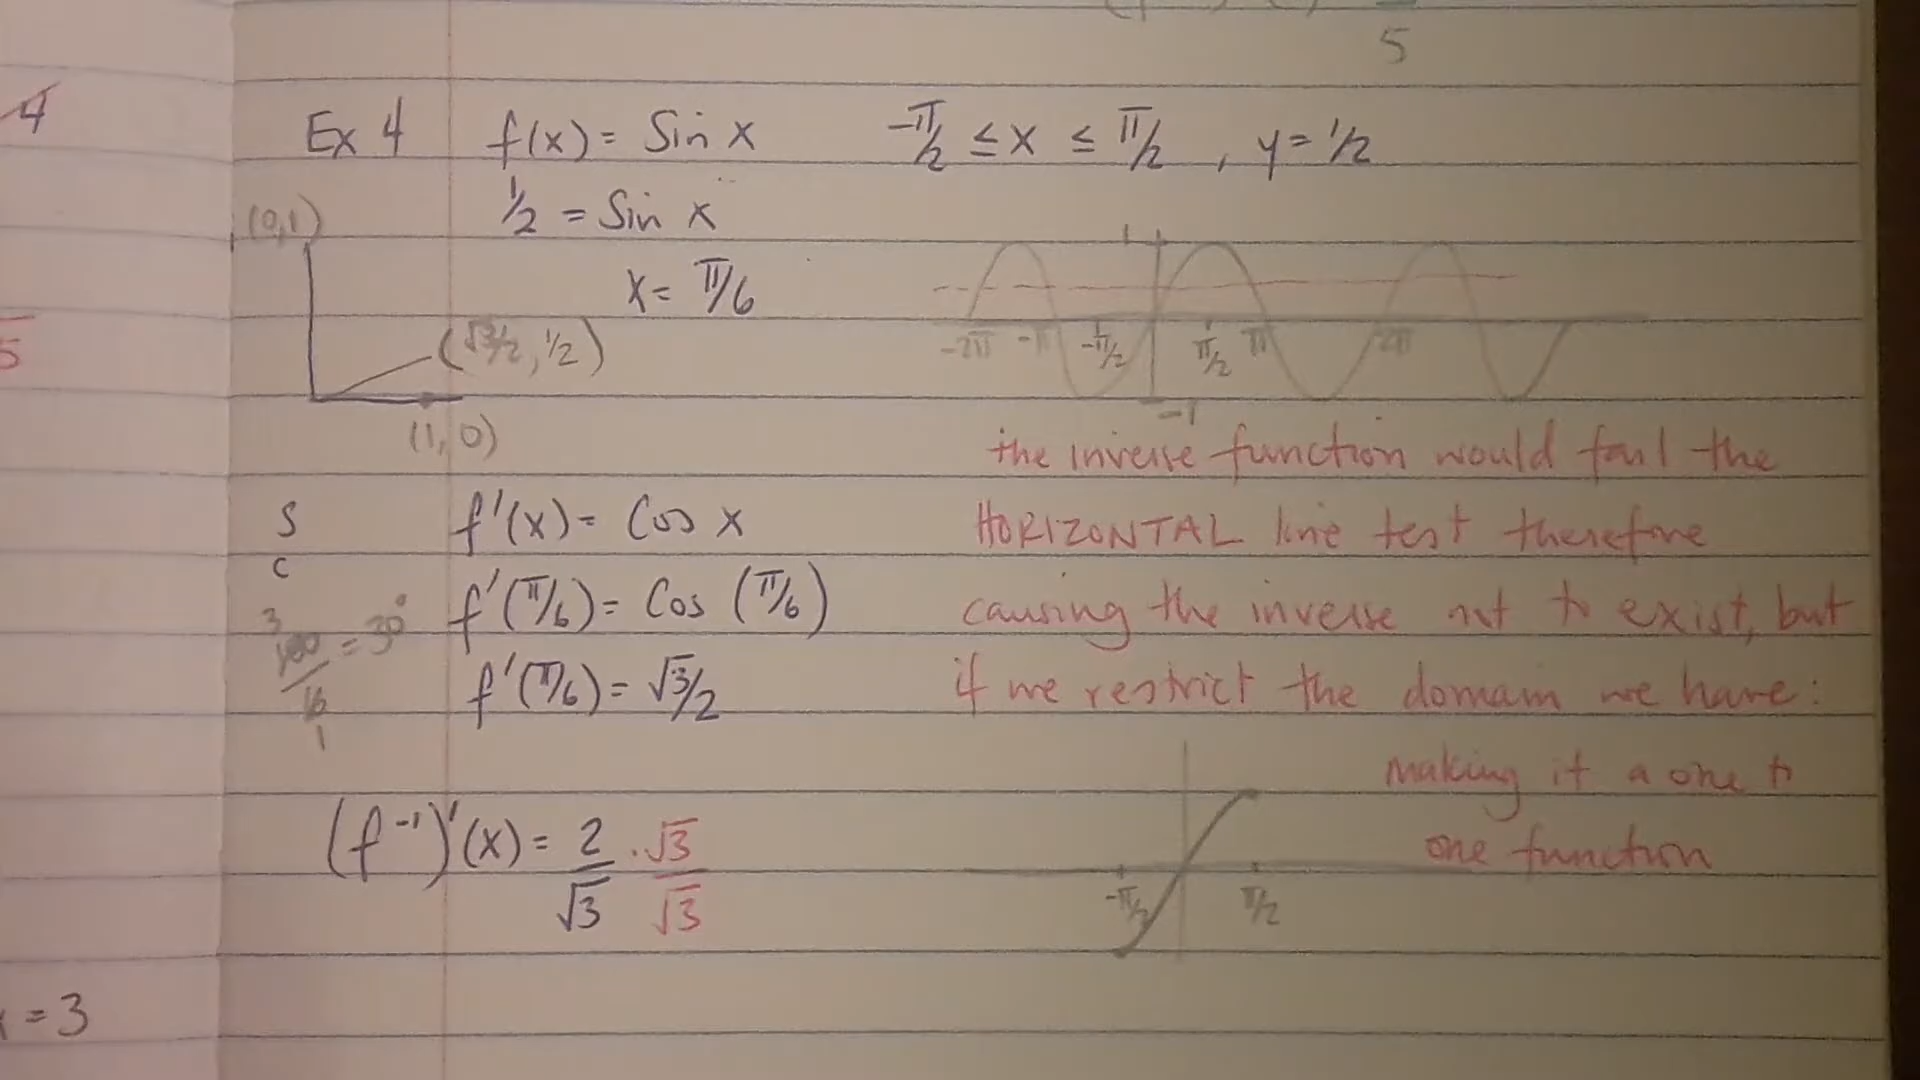 5
4
Ex 4 f(x) = Sin x -π/2 ≤ x ≤ π/2 , y = 1/2
1/2 = Sin x
(0,1)
1
x = π/6
(√3/2, 1/2)
-2π -π -π/2 π/2 π 2π
5
-1
(1, 0)
the inverse function would fail the
S f'(x) = Cos x HORIZONTAL line test therefore
C
3
180 = 30°
6
1
f'(π/6) = Cos (π/6) causing the inverse not to exist, but
f'(π/6) = √3/2 if we restrict the domain we have:
making it a one to
(f⁻¹)'(x) = 2/√3 · √3/√3 one function
-π/2 π/2
= 3